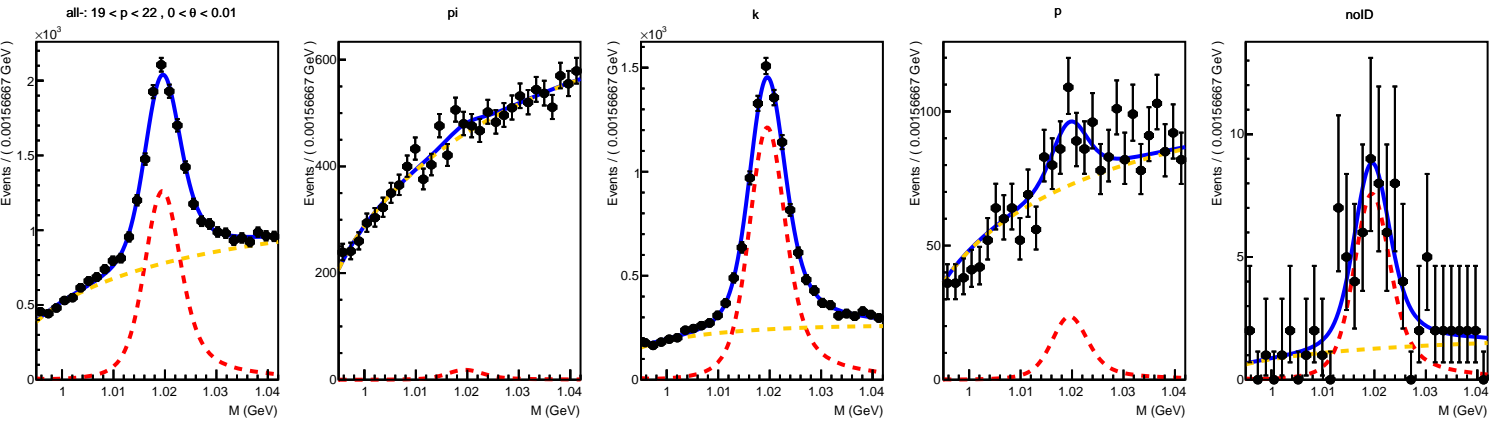 all-: 19 < p < 22 , 0 < θ < 0.01
×10³
Events / ( 0.00156667 GeV )
2
1.5
1
0.5
0
1 1.01 1.02 1.03 1.04
M (GeV)
pi
Events / ( 0.00156667 GeV )
600
400
200
0
1 1.01 1.02 1.03 1.04
M (GeV)
k
×10³
Events / ( 0.00156667 GeV )
1.5
1
0.5
0
1 1.01 1.02 1.03 1.04
M (GeV)
p
Events / ( 0.00156667 GeV )
100
50
0
1 1.01 1.02 1.03 1.04
M (GeV)
noID
Events / ( 0.00156667 GeV )
10
5
0
1 1.01 1.02 1.03 1.04
M (GeV)